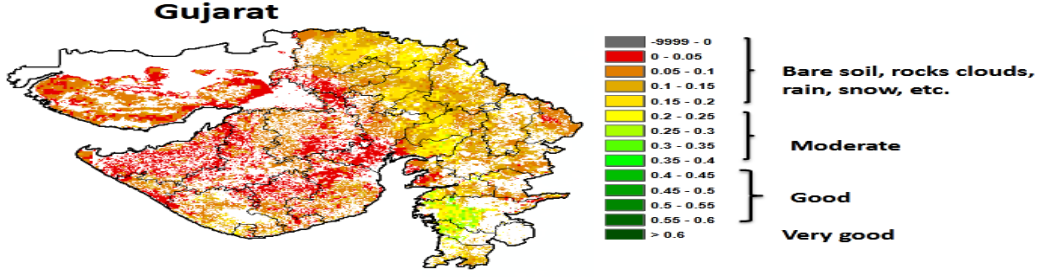 Gujarat
-9999 - 0
0 - 0.05
0.05 - 0.1
0.1 - 0.15
0.15 - 0.2
0.2 - 0.25
0.25 - 0.3
0.3 - 0.35
0.35 - 0.4
0.4 - 0.45
0.45 - 0.5
0.5 - 0.55
0.55 - 0.6
> 0.6
Bare soil, rocks clouds,
rain, snow, etc.
Moderate
Good
Very good